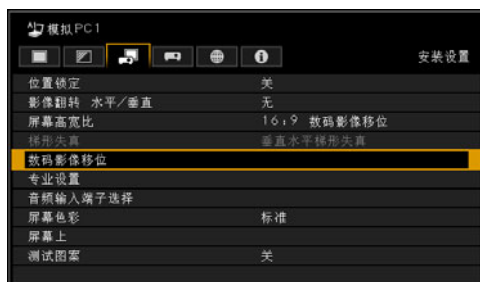 模拟PC1
安装设置
位置锁定 关
影像翻转 水平/垂直 无
屏幕高宽比 16:9 数码影像移位
梯形失真 垂直水平梯形失真
数码影像移位
专业设置
音频输入端子选择
屏幕色彩 标准
屏幕上
测试图案 关